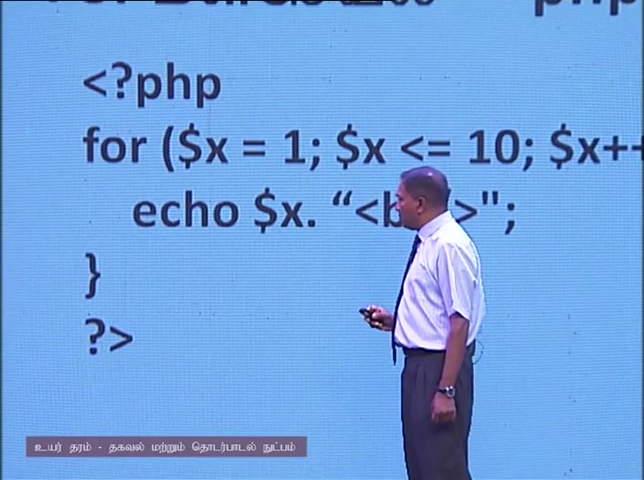 php
<?php
for ($x = 1; $x <= 10; $x++
echo $x. “<b >";
}
?>
உயர் தரம் - தகவல் மற்றும் தொடர்பாடல் நுட்பம்